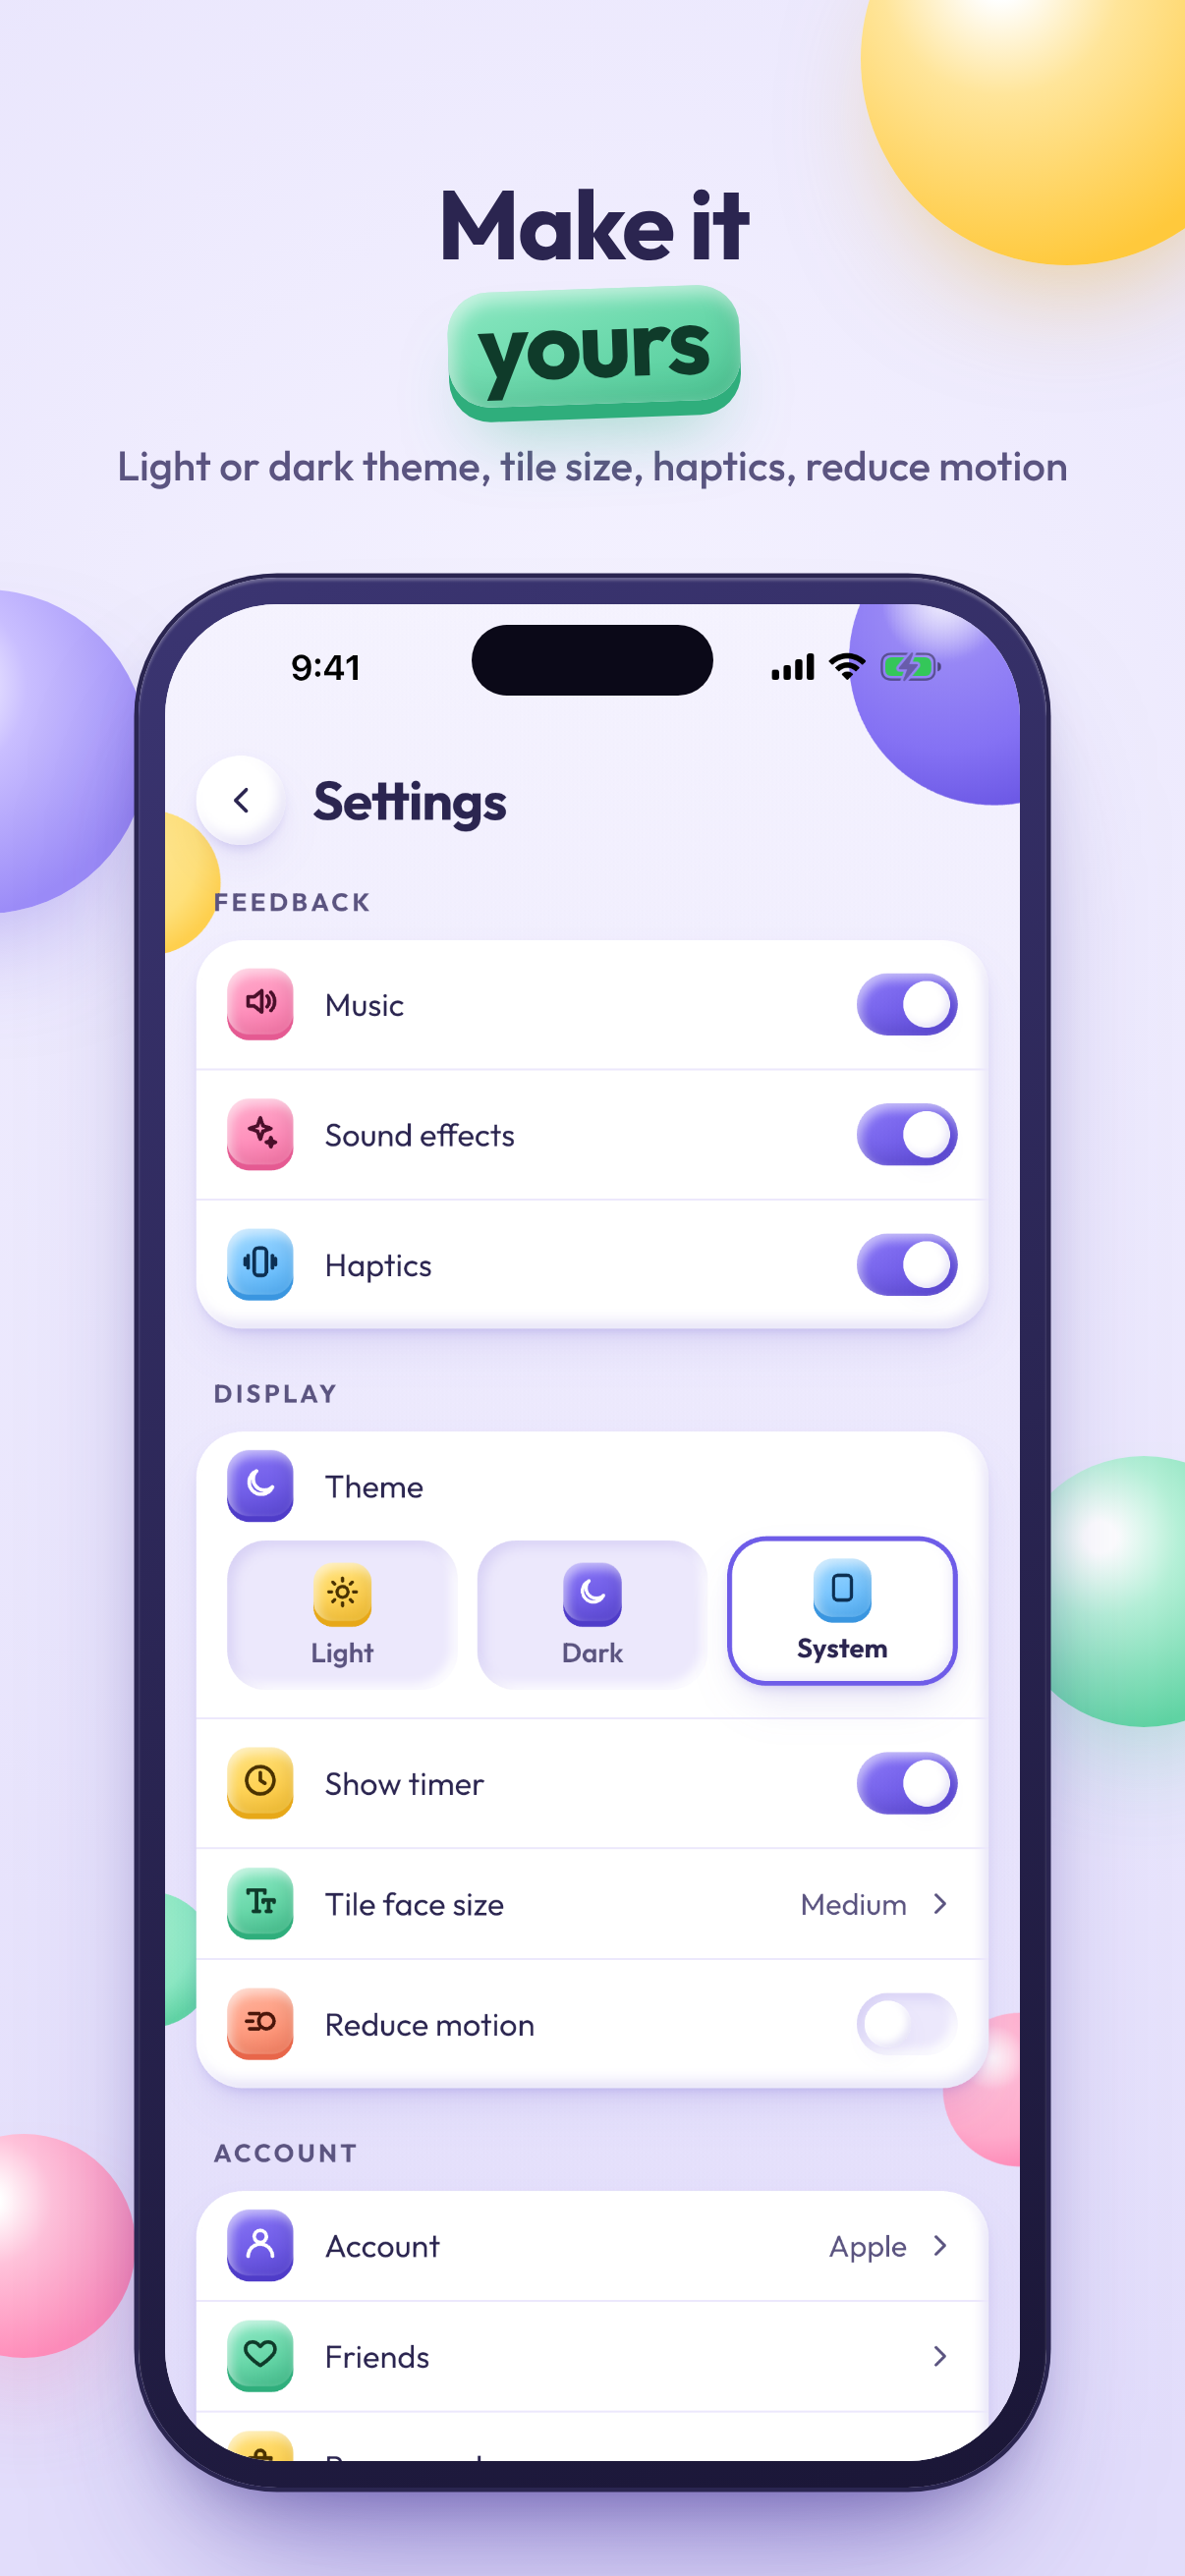 Make it
yours
Light or dark theme, tile size, haptics, reduce motion
9:41
Settings
FEEDBACK
Music
Sound effects
Haptics
DISPLAY
Theme
Light
Dark
System
Show timer
Tile face size
Medium
Reduce motion
ACCOUNT
Account
Apple
Friends